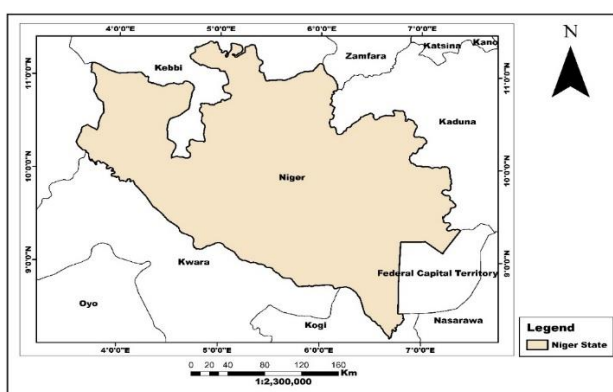 4°0'0"E 5°0'0"E 6°0'0"E 7°0'0"E
N
Katsina Kano
Zamfara
Kebbi
11°0'0"N
11°0'0"N
Kaduna
10°0'0"N
10°0'0"N
Niger
9°0'0"N
9°0'0"N
Kwara
Federal Capital Territory
Oyo
Kogi
Nasarawa
Legend
Niger State
4°0'0"E 5°0'0"E 6°0'0"E 7°0'0"E
0 20 40 80 120 160
Km
1:2,300,000